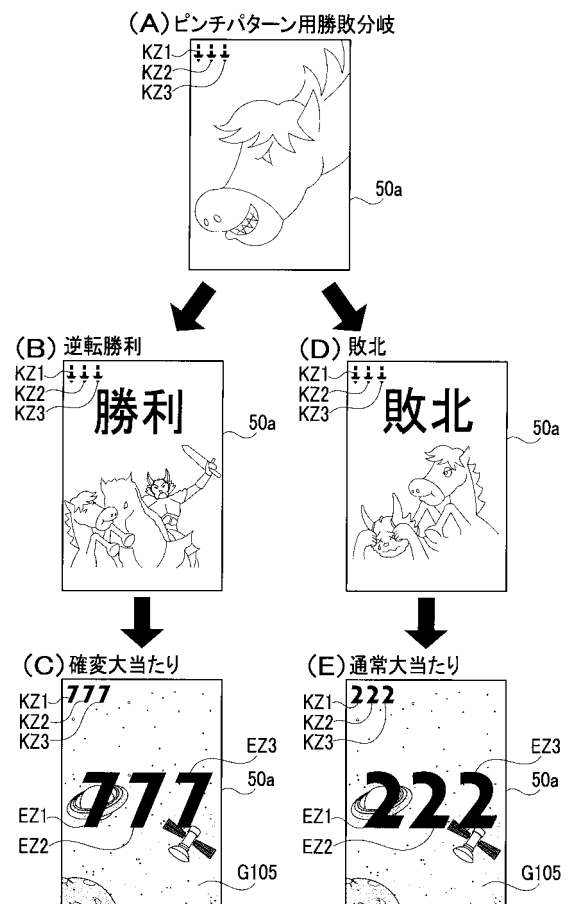 (A)ピンチパターン用勝敗分岐
KZ1
KZ2
KZ3
50a
(B)逆転勝利
KZ1
KZ2
KZ3
勝利
50a
(D)敗北
KZ1
KZ2
KZ3
敗北
50a
(C)確変大当たり
KZ1
KZ2
KZ3
777
EZ3
777
50a
EZ1
EZ2
G105
(E)通常大当たり
KZ1
KZ2
KZ3
222
EZ3
222
50a
EZ1
EZ2
G105